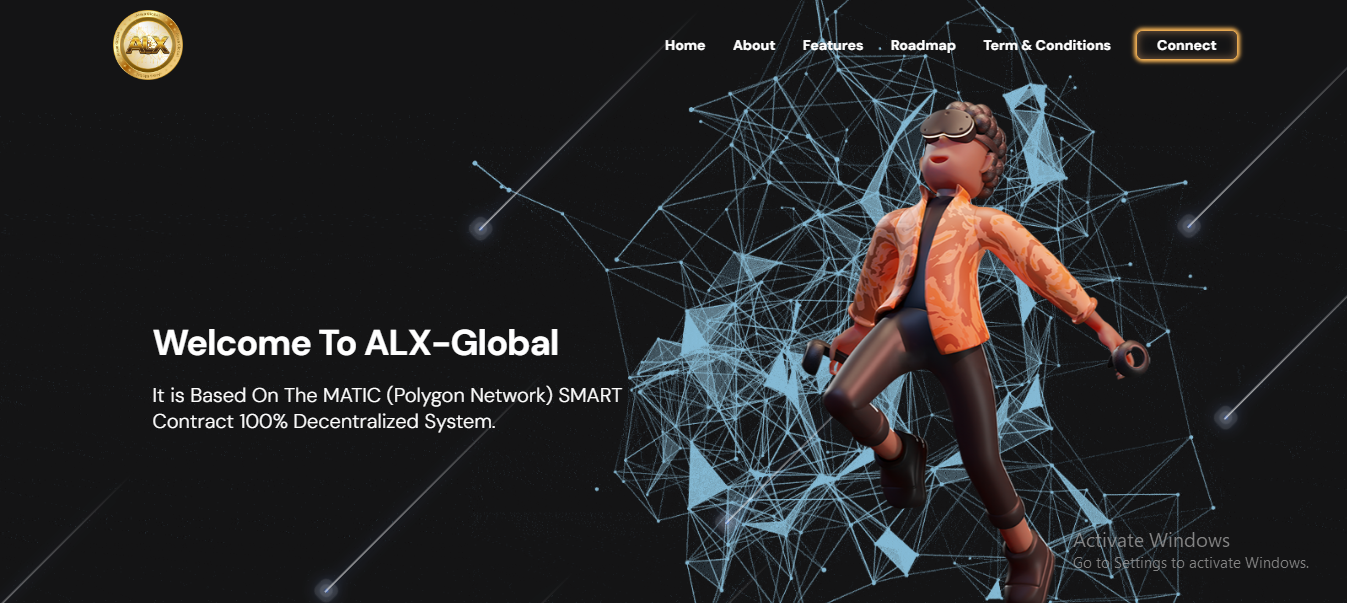 ALX
Home About Features Roadmap Term & Conditions Connect
Welcome To ALX-Global
It is Based On The MATIC (Polygon Network) SMART
Contract 100% Decentralized System.
Activate Windows
Go to Settings to activate Windows.